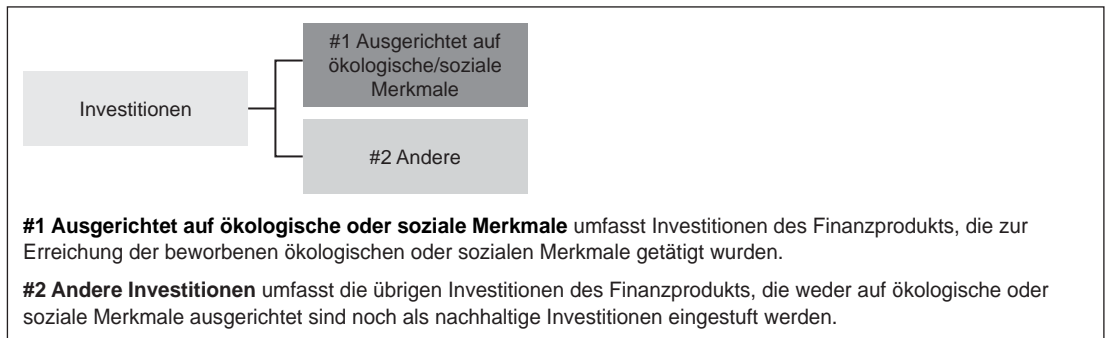 #1 Ausgerichtet auf
ökologische/soziale
Merkmale
Investitionen
#2 Andere
#1 Ausgerichtet auf ökologische oder soziale Merkmale umfasst Investitionen des Finanzprodukts, die zur
Erreichung der beworbenen ökologischen oder sozialen Merkmale getätigt wurden.
#2 Andere Investitionen umfasst die übrigen Investitionen des Finanzprodukts, die weder auf ökologische oder
soziale Merkmale ausgerichtet sind noch als nachhaltige Investitionen eingestuft werden.